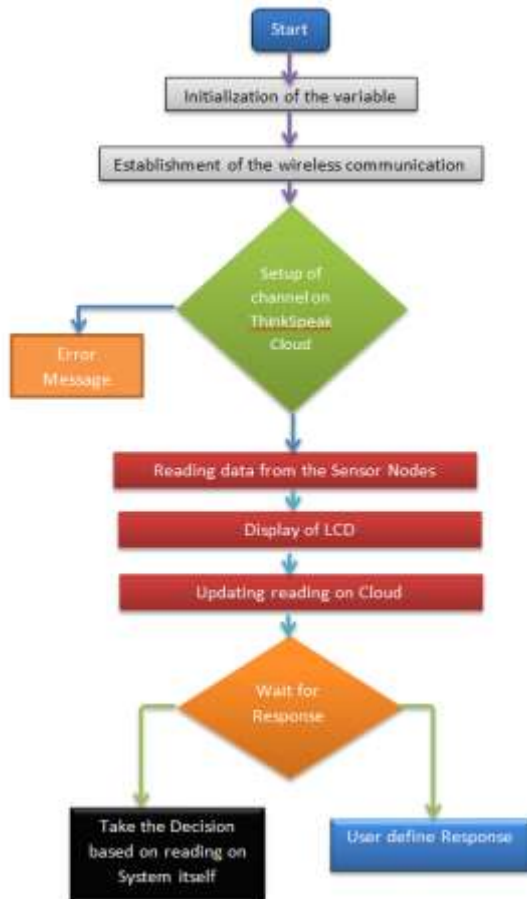 Start
Initialization of the variable
Establishment of the wireless communication
Setup of
channel on
ThinkSpeak
Cloud
Error
Message
Reading data from the Sensor Nodes
Display of LCD
Updating reading on Cloud
Wait for
Response
Take the Decision
based on reading on
System itself
User define Response